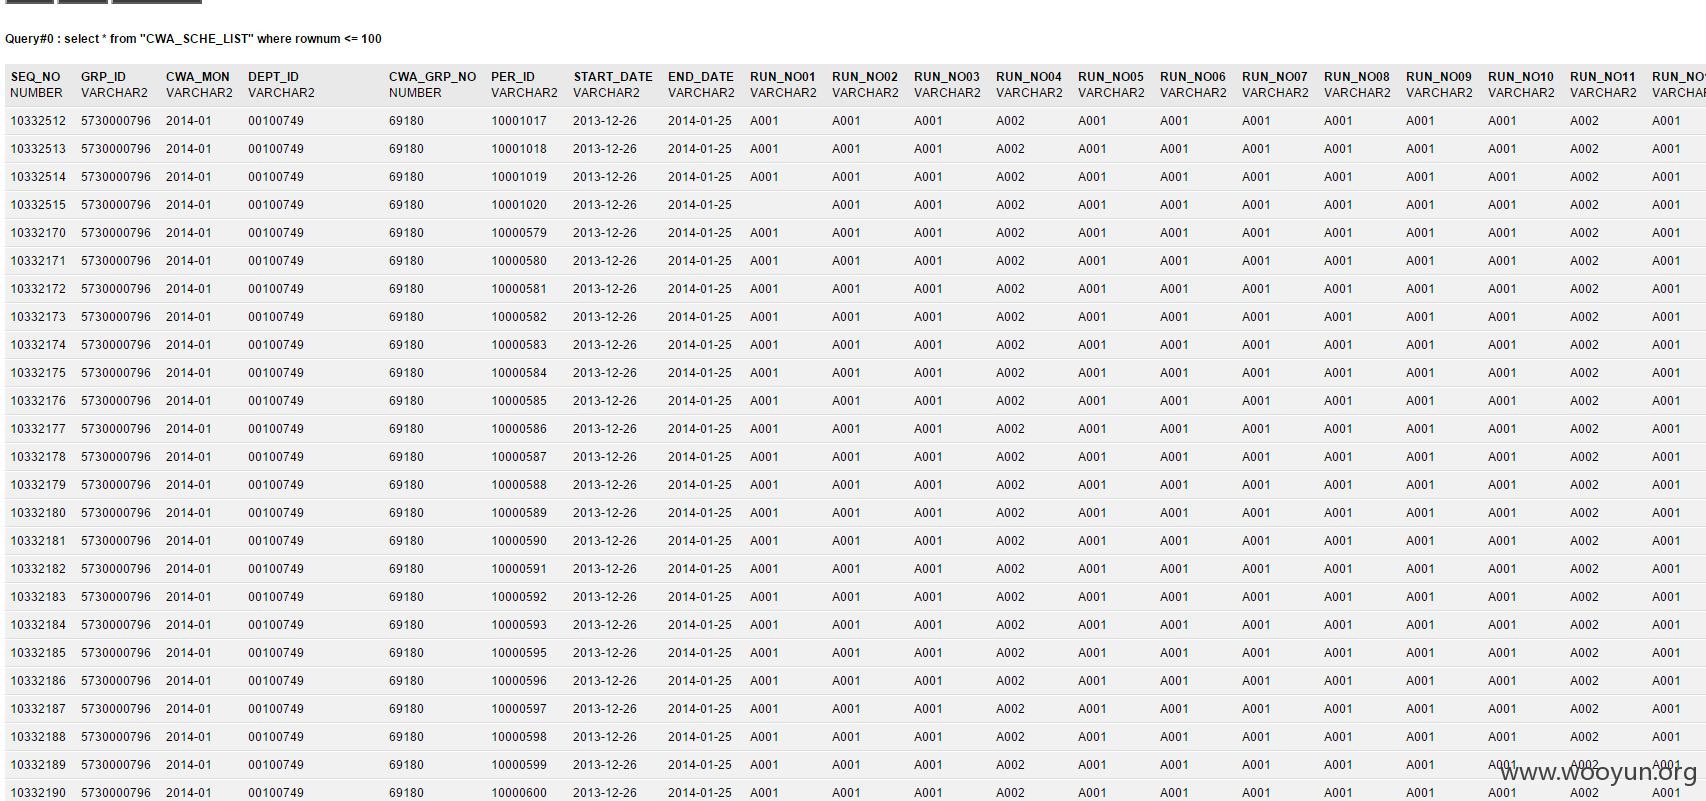 Query#0 : select * from "CWA_SCHE_LIST" where rownum <= 100
SEQ_NO GRP_ID CWA_MON DEPT_ID CWA_GRP_NO PER_ID START_DATE END_DATE RUN_NO01 RUN_NO02 RUN_NO03 RUN_NO04 RUN_NO05 RUN_NO06 RUN_NO07 RUN_NO08 RUN_NO09 RUN_NO10 RUN_NO11
NUMBER VARCHAR2 VARCHAR2 VARCHAR2 NUMBER VARCHAR2 VARCHAR2 VARCHAR2 VARCHAR2 VARCHAR2 VARCHAR2 VARCHAR2 VARCHAR2 VARCHAR2 VARCHAR2 VARCHAR2 VARCHAR2 VARCHAR2 VARCHAR2
10332512 5730000796 2014-01 00100749 69180 10001017 2013-12-26 2014-01-25 A001 A001 A001 A002 A001 A001 A001 A001 A001 A001 A002 A001
10332513 5730000796 2014-01 00100749 69180 10001018 2013-12-26 2014-01-25 A001 A001 A001 A002 A001 A001 A001 A001 A001 A001 A002 A001
10332514 5730000796 2014-01 00100749 69180 10001019 2013-12-26 2014-01-25 A001 A001 A001 A002 A001 A001 A001 A001 A001 A001 A002 A001
10332515 5730000796 2014-01 00100749 69180 10001020 2013-12-26 2014-01-25 A001 A001 A002 A001 A001 A001 A001 A001 A001 A002 A001
10332170 5730000796 2014-01 00100749 69180 10000579 2013-12-26 2014-01-25 A001 A001 A001 A002 A001 A001 A001 A001 A001 A001 A002 A001
10332171 5730000796 2014-01 00100749 69180 10000580 2013-12-26 2014-01-25 A001 A001 A001 A002 A001 A001 A001 A001 A001 A001 A002 A001
10332172 5730000796 2014-01 00100749 69180 10000581 2013-12-26 2014-01-25 A001 A001 A001 A002 A001 A001 A001 A001 A001 A001 A002 A001
10332173 5730000796 2014-01 00100749 69180 10000582 2013-12-26 2014-01-25 A001 A001 A001 A002 A001 A001 A001 A001 A001 A001 A002 A001
10332174 5730000796 2014-01 00100749 69180 10000583 2013-12-26 2014-01-25 A001 A001 A001 A002 A001 A001 A001 A001 A001 A001 A002 A001
10332175 5730000796 2014-01 00100749 69180 10000584 2013-12-26 2014-01-25 A001 A001 A001 A002 A001 A001 A001 A001 A001 A001 A002 A001
10332176 5730000796 2014-01 00100749 69180 10000585 2013-12-26 2014-01-25 A001 A001 A001 A002 A001 A001 A001 A001 A001 A001 A002 A001
10332177 5730000796 2014-01 00100749 69180 10000586 2013-12-26 2014-01-25 A001 A001 A001 A002 A001 A001 A001 A001 A001 A001 A002 A001
10332178 5730000796 2014-01 00100749 69180 10000587 2013-12-26 2014-01-25 A001 A001 A001 A002 A001 A001 A001 A001 A001 A001 A002 A001
10332179 5730000796 2014-01 00100749 69180 10000588 2013-12-26 2014-01-25 A001 A001 A001 A002 A001 A001 A001 A001 A001 A001 A002 A001
10332180 5730000796 2014-01 00100749 69180 10000589 2013-12-26 2014-01-25 A001 A001 A001 A002 A001 A001 A001 A001 A001 A001 A002 A001
10332181 5730000796 2014-01 00100749 69180 10000590 2013-12-26 2014-01-25 A001 A001 A001 A002 A001 A001 A001 A001 A001 A001 A002 A001
10332182 5730000796 2014-01 00100749 69180 10000591 2013-12-26 2014-01-25 A001 A001 A001 A002 A001 A001 A001 A001 A001 A001 A002 A001
10332183 5730000796 2014-01 00100749 69180 10000592 2013-12-26 2014-01-25 A001 A001 A001 A002 A001 A001 A001 A001 A001 A001 A002 A001
10332184 5730000796 2014-01 00100749 69180 10000593 2013-12-26 2014-01-25 A001 A001 A001 A002 A001 A001 A001 A001 A001 A001 A002 A001
10332185 5730000796 2014-01 00100749 69180 10000595 2013-12-26 2014-01-25 A001 A001 A001 A002 A001 A001 A001 A001 A001 A001 A002 A001
10332186 5730000796 2014-01 00100749 69180 10000596 2013-12-26 2014-01-25 A001 A001 A001 A002 A001 A001 A001 A001 A001 A001 A002 A001
10332187 5730000796 2014-01 00100749 69180 10000597 2013-12-26 2014-01-25 A001 A001 A001 A002 A001 A001 A001 A001 A001 A001 A002 A001
10332188 5730000796 2014-01 00100749 69180 10000598 2013-12-26 2014-01-25 A001 A001 A001 A002 A001 A001 A001 A001 A001 A001 A002 A001
10332189 5730000796 2014-01 00100749 69180 10000599 2013-12-26 2014-01-25 A001 A001 A001 A002 A001 A001 A001 A001 A001 A001 A002 A001
www.wooyun.org
10332190 5730000796 2014-01 00100749 69180 10000600 2013-12-26 2014-01-25 A001 A001 A001 A002 A001 A001 A001 A001 A001 A001 A002 A001